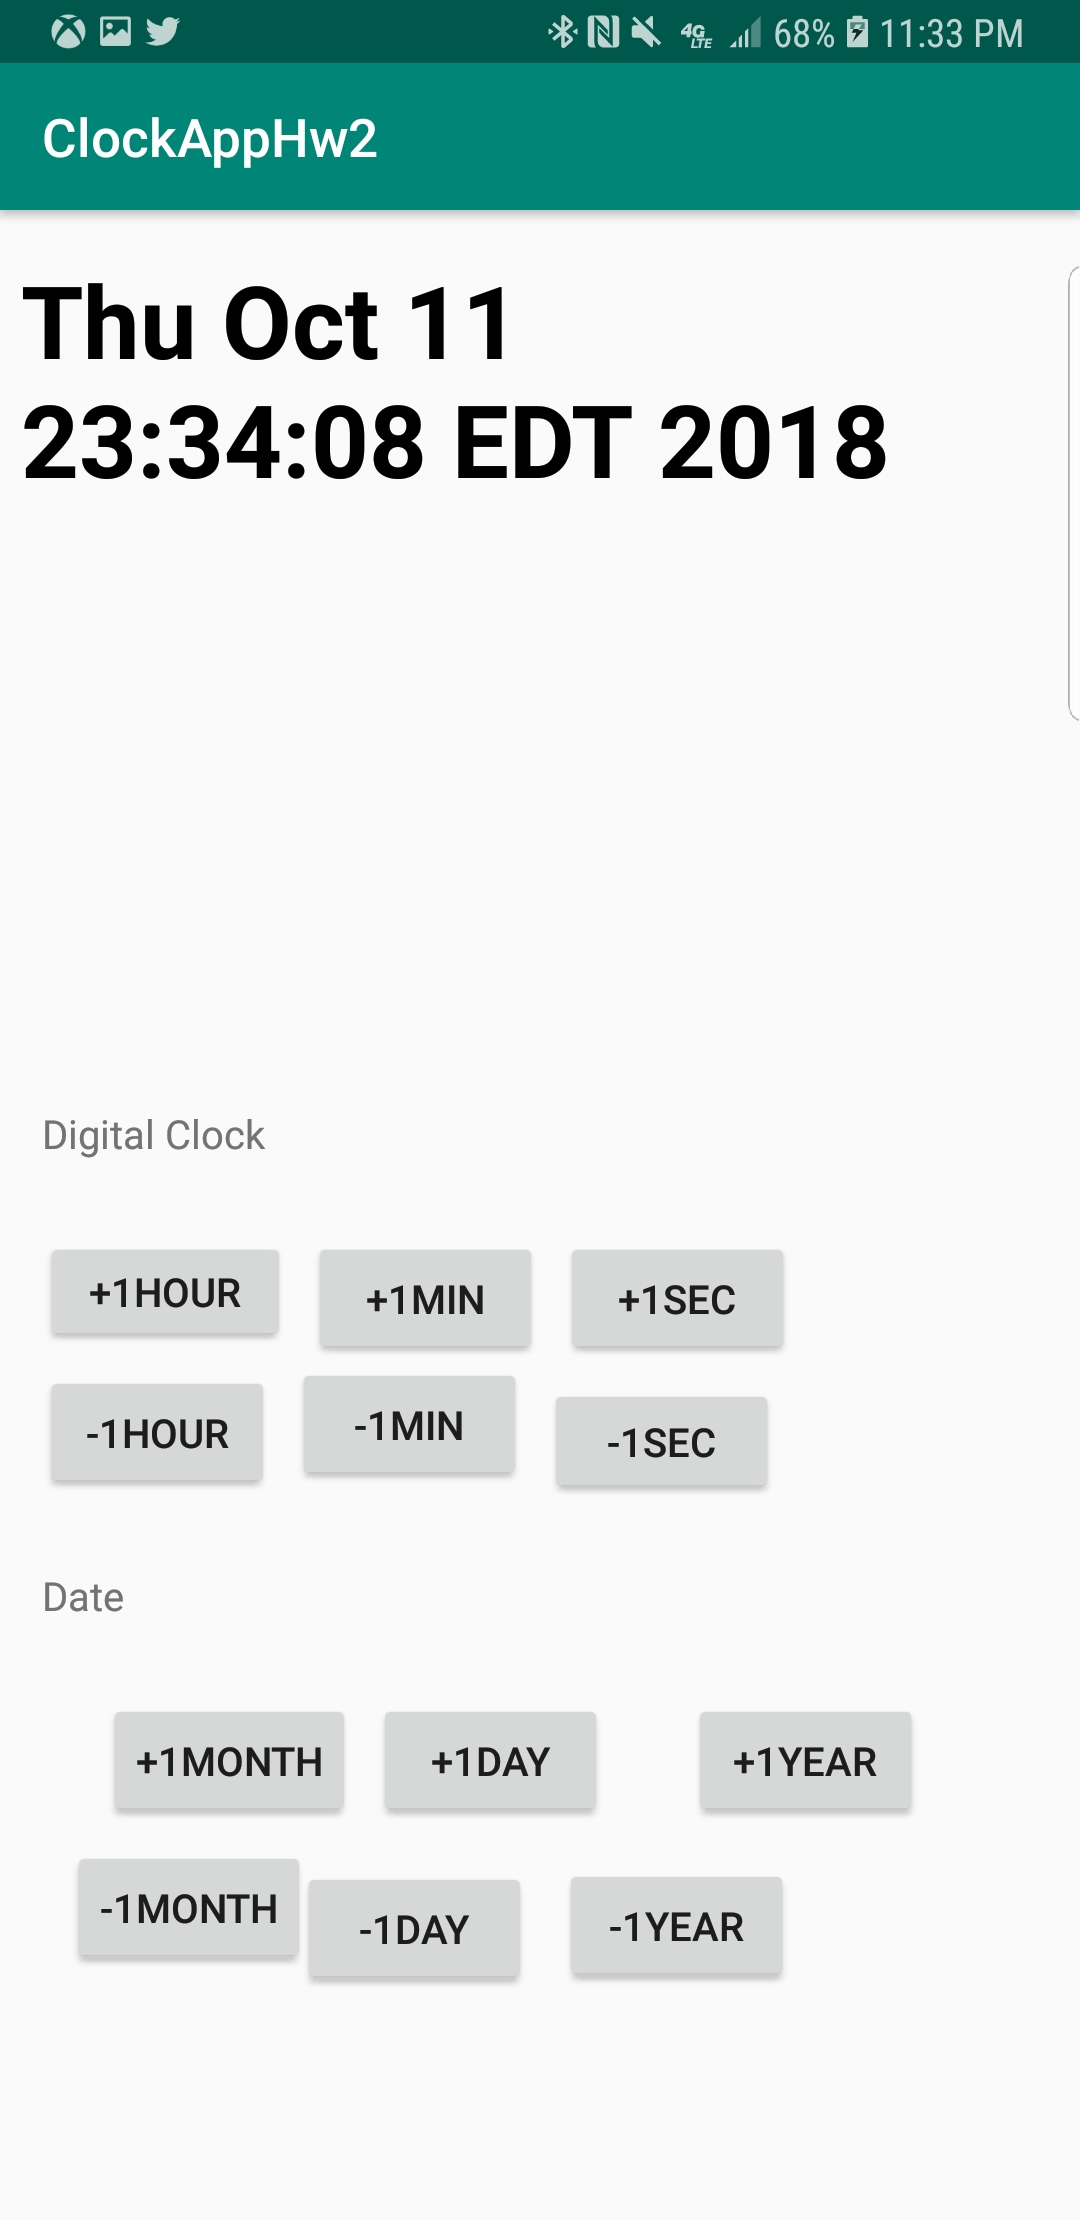 4G LTE 68% 11:33 PM
ClockAppHw2
Thu Oct 11
23:34:08 EDT 2018
Digital Clock
+1HOUR +1MIN +1SEC
-1HOUR -1MIN -1SEC
Date
+1MONTH +1DAY +1YEAR
-1MONTH -1DAY -1YEAR